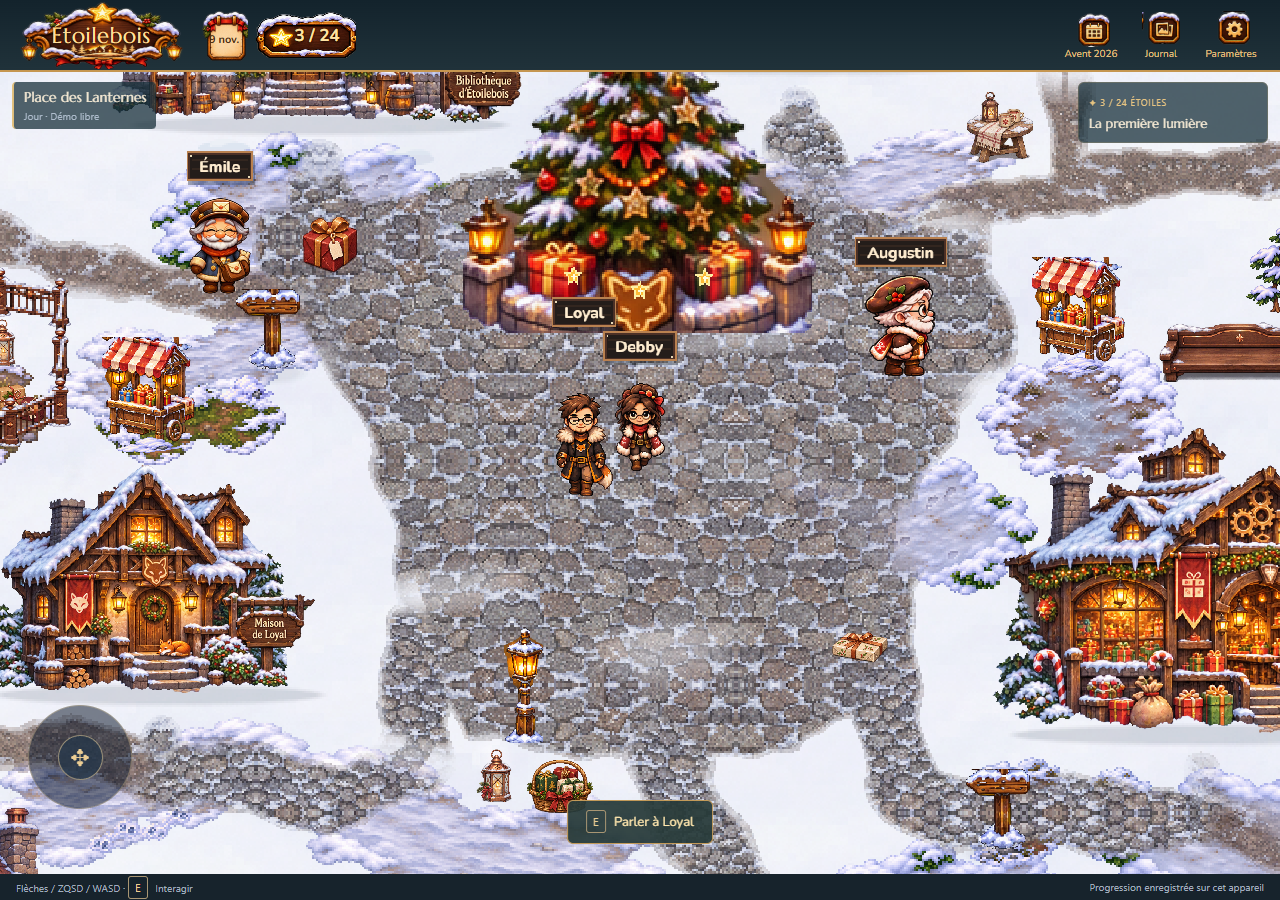 Étoilebois
9 nov.
3 / 24
Avent 2026
Journal
Paramètres
Place des Lanternes
Jour · Démo libre
Bibliothèque
d'Étoilebois
✦ 3 / 24 ÉTOILES
La première lumière
Émile
Augustin
Loyal
Debby
Maison
de Loyal
E Parler à Loyal
Flèches / ZQSD / WASD · E Interagir
Progression enregistrée sur cet appareil